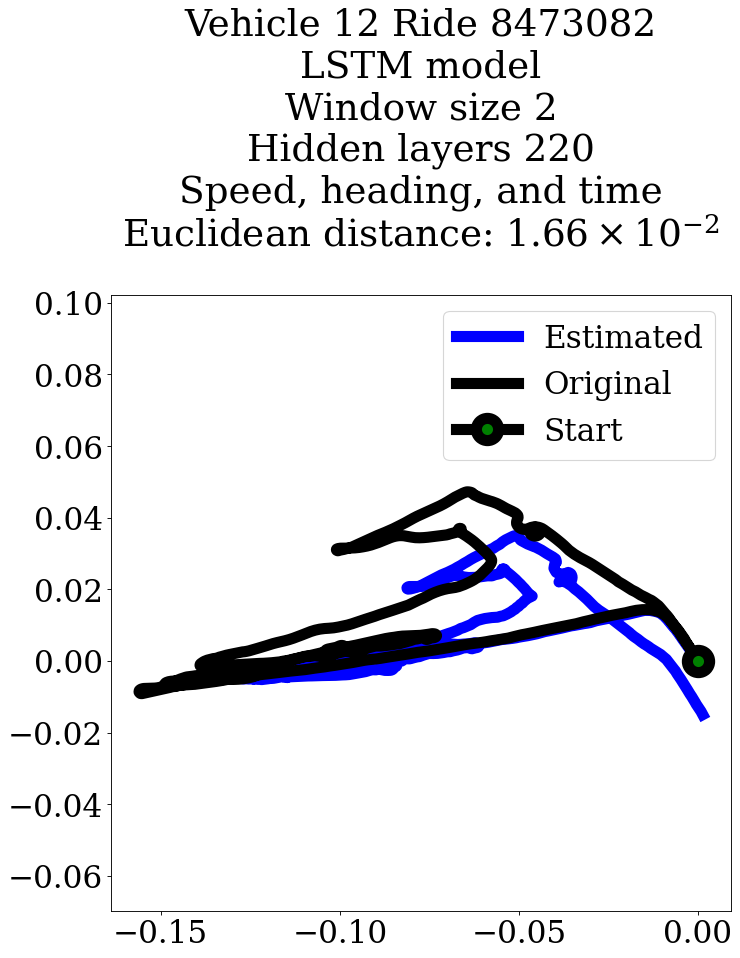 Vehicle 12 Ride 8473082
LSTM model
Window size 2
Hidden layers 220
Speed, heading, and time
Euclidean distance: 1.66 × 10⁻²
Estimated
Original
Start
0.10
0.08
0.06
0.04
0.02
0.00
−0.02
−0.04
−0.06
−0.15 −0.10 −0.05 0.00